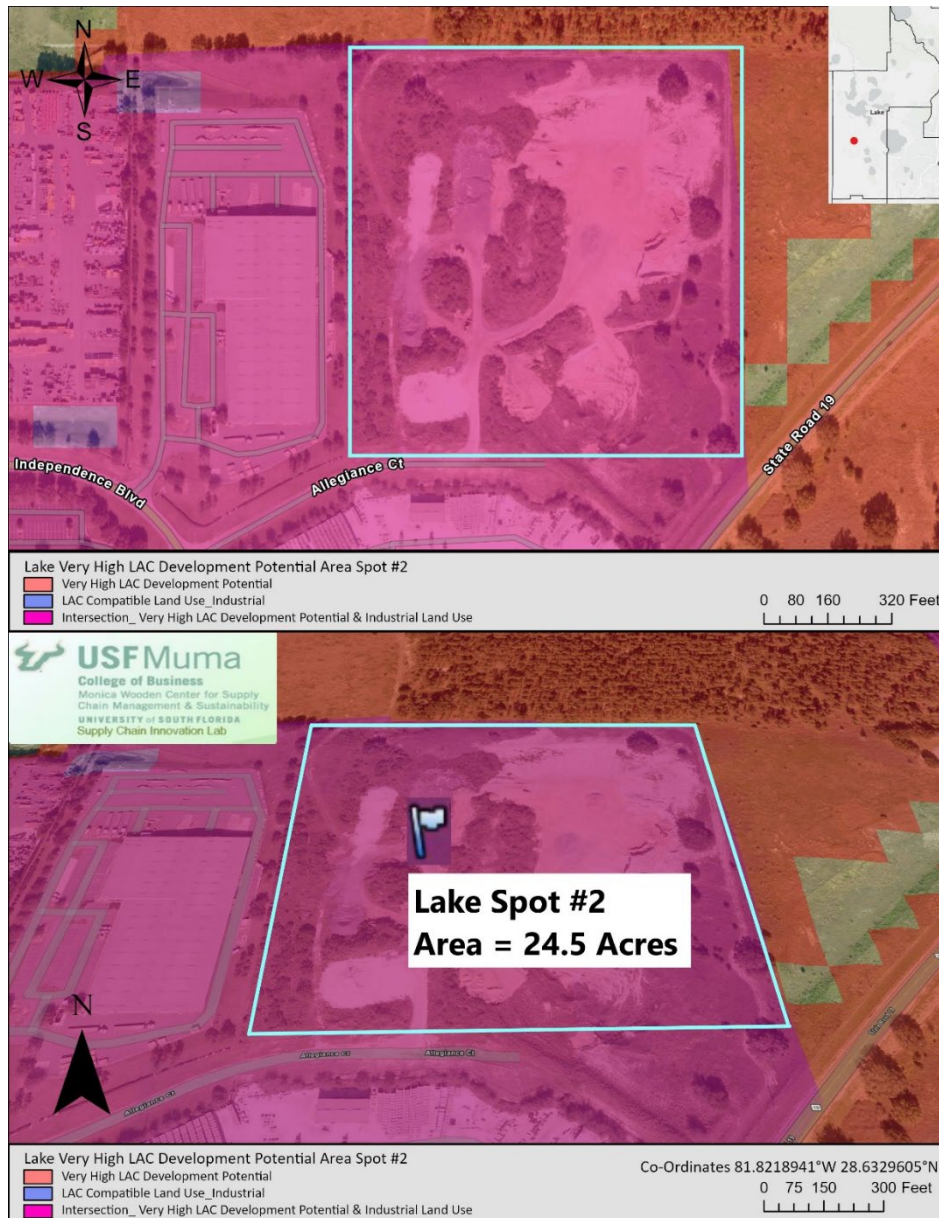 N
W E
S
Lake
Independence Blvd
Allegiance Ct
State Road 19
Lake Very High LAC Development Potential Area Spot #2
Very High LAC Development Potential
LAC Compatible Land Use_Industrial
Intersection_ Very High LAC Development Potential & Industrial Land Use
0 80 160 320 Feet
USF Muma
College of Business
Monica Wooden Center for Supply
Chain Management & Sustainability
UNIVERSITY of SOUTH FLORIDA
Supply Chain Innovation Lab
Lake Spot #2
Area = 24.5 Acres
N
Allegiance Ct
Allegiance Ct
Allegiance Ct
Lake Very High LAC Development Potential Area Spot #2
Very High LAC Development Potential
LAC Compatible Land Use_Industrial
Intersection_ Very High LAC Development Potential & Industrial Land Use
Co-Ordinates 81.8218941°W 28.6329605°N
0 75 150 300 Feet